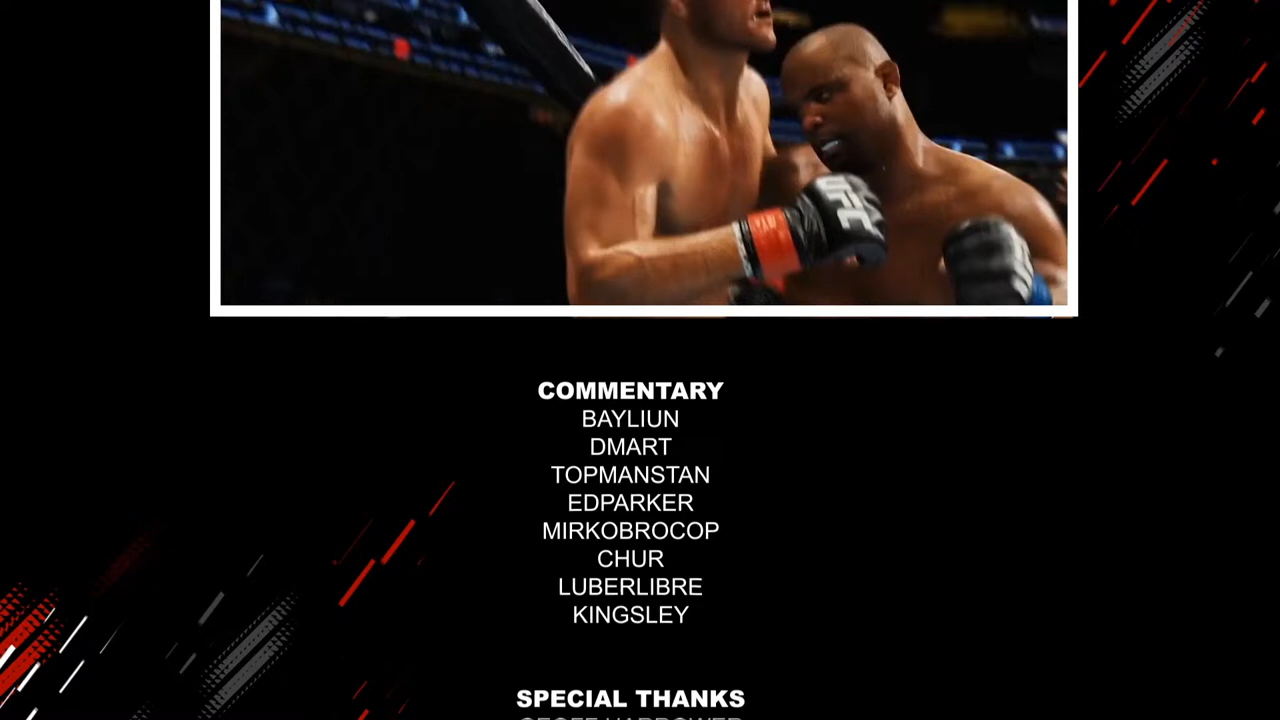 UFC
COMMENTARY
BAYLIUN
DMART
TOPMANSTAN
EDPARKER
MIRKOBROCOP
CHUR
LUBERLIBRE
KINGSLEY
SPECIAL THANKS